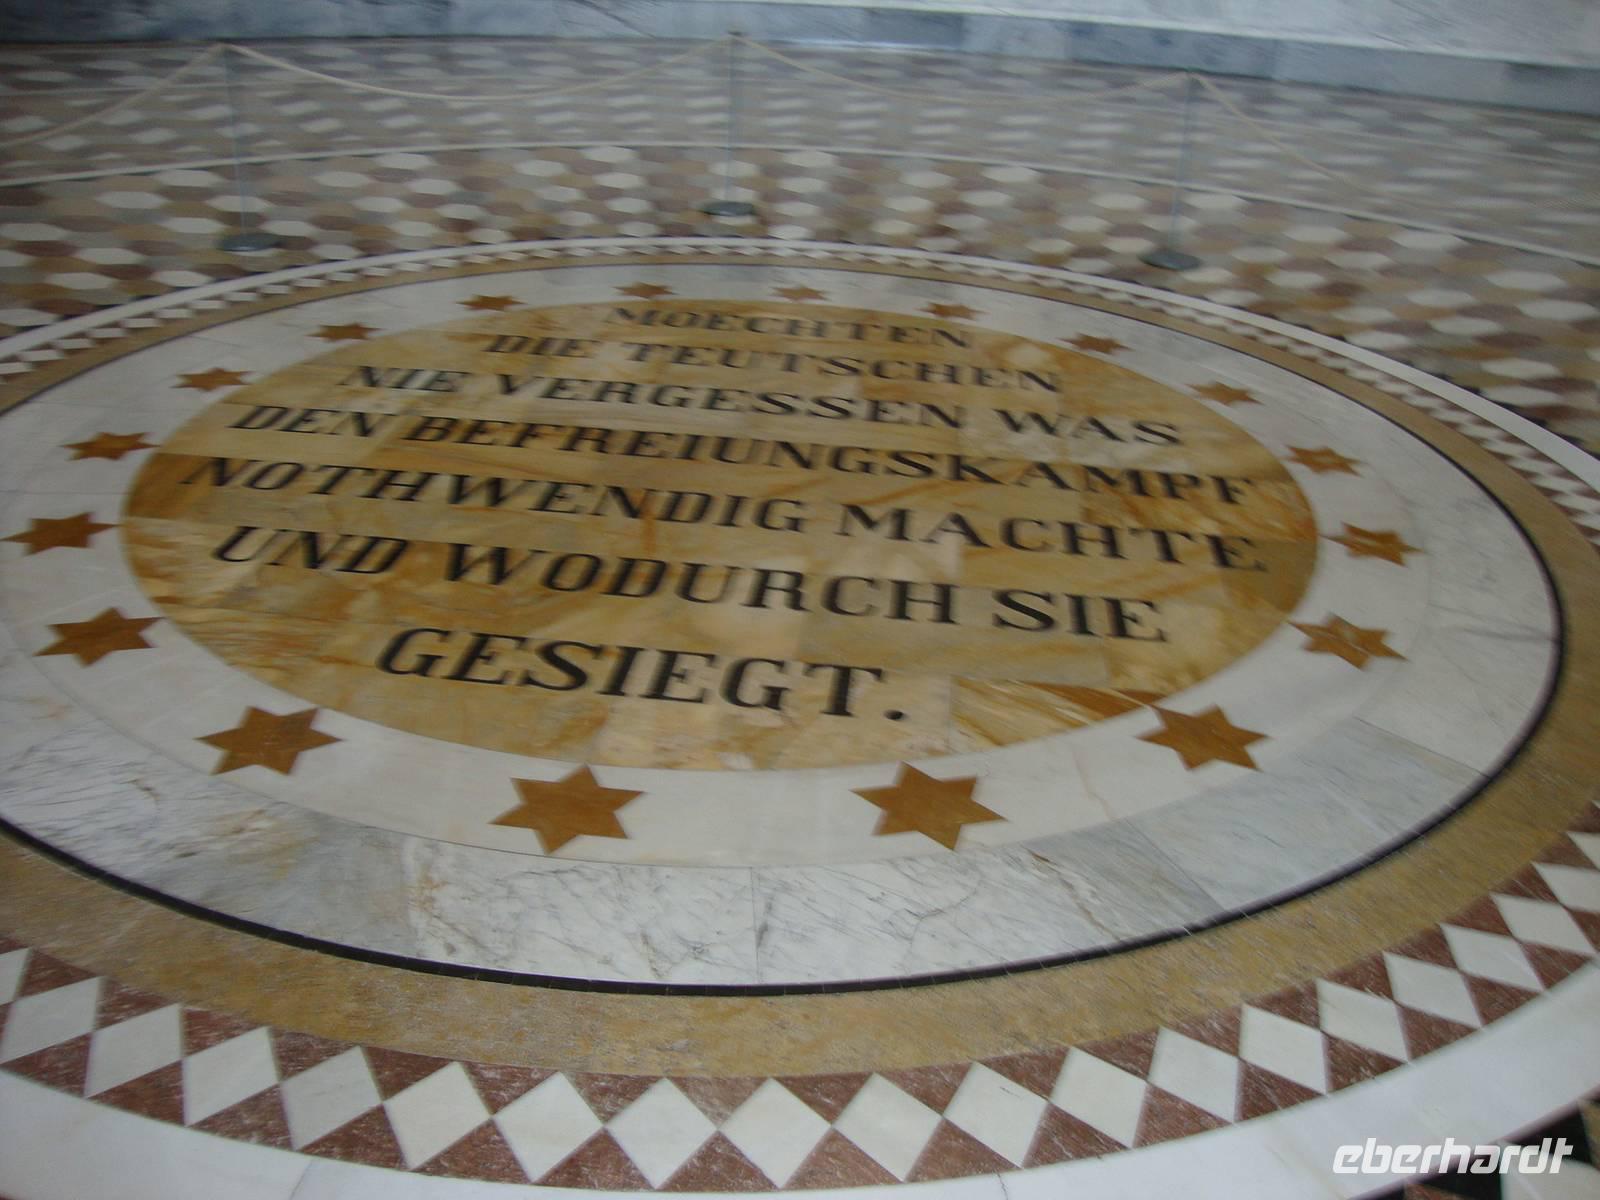 MOECHTEN
DIE TEUTSCHEN
NIE VERGESSEN WAS
DEN BEFREIUNGSKAMPF
NOTHWENDIG MACHTE
UND WODURCH SIE
GESIEGT.
eberhardt